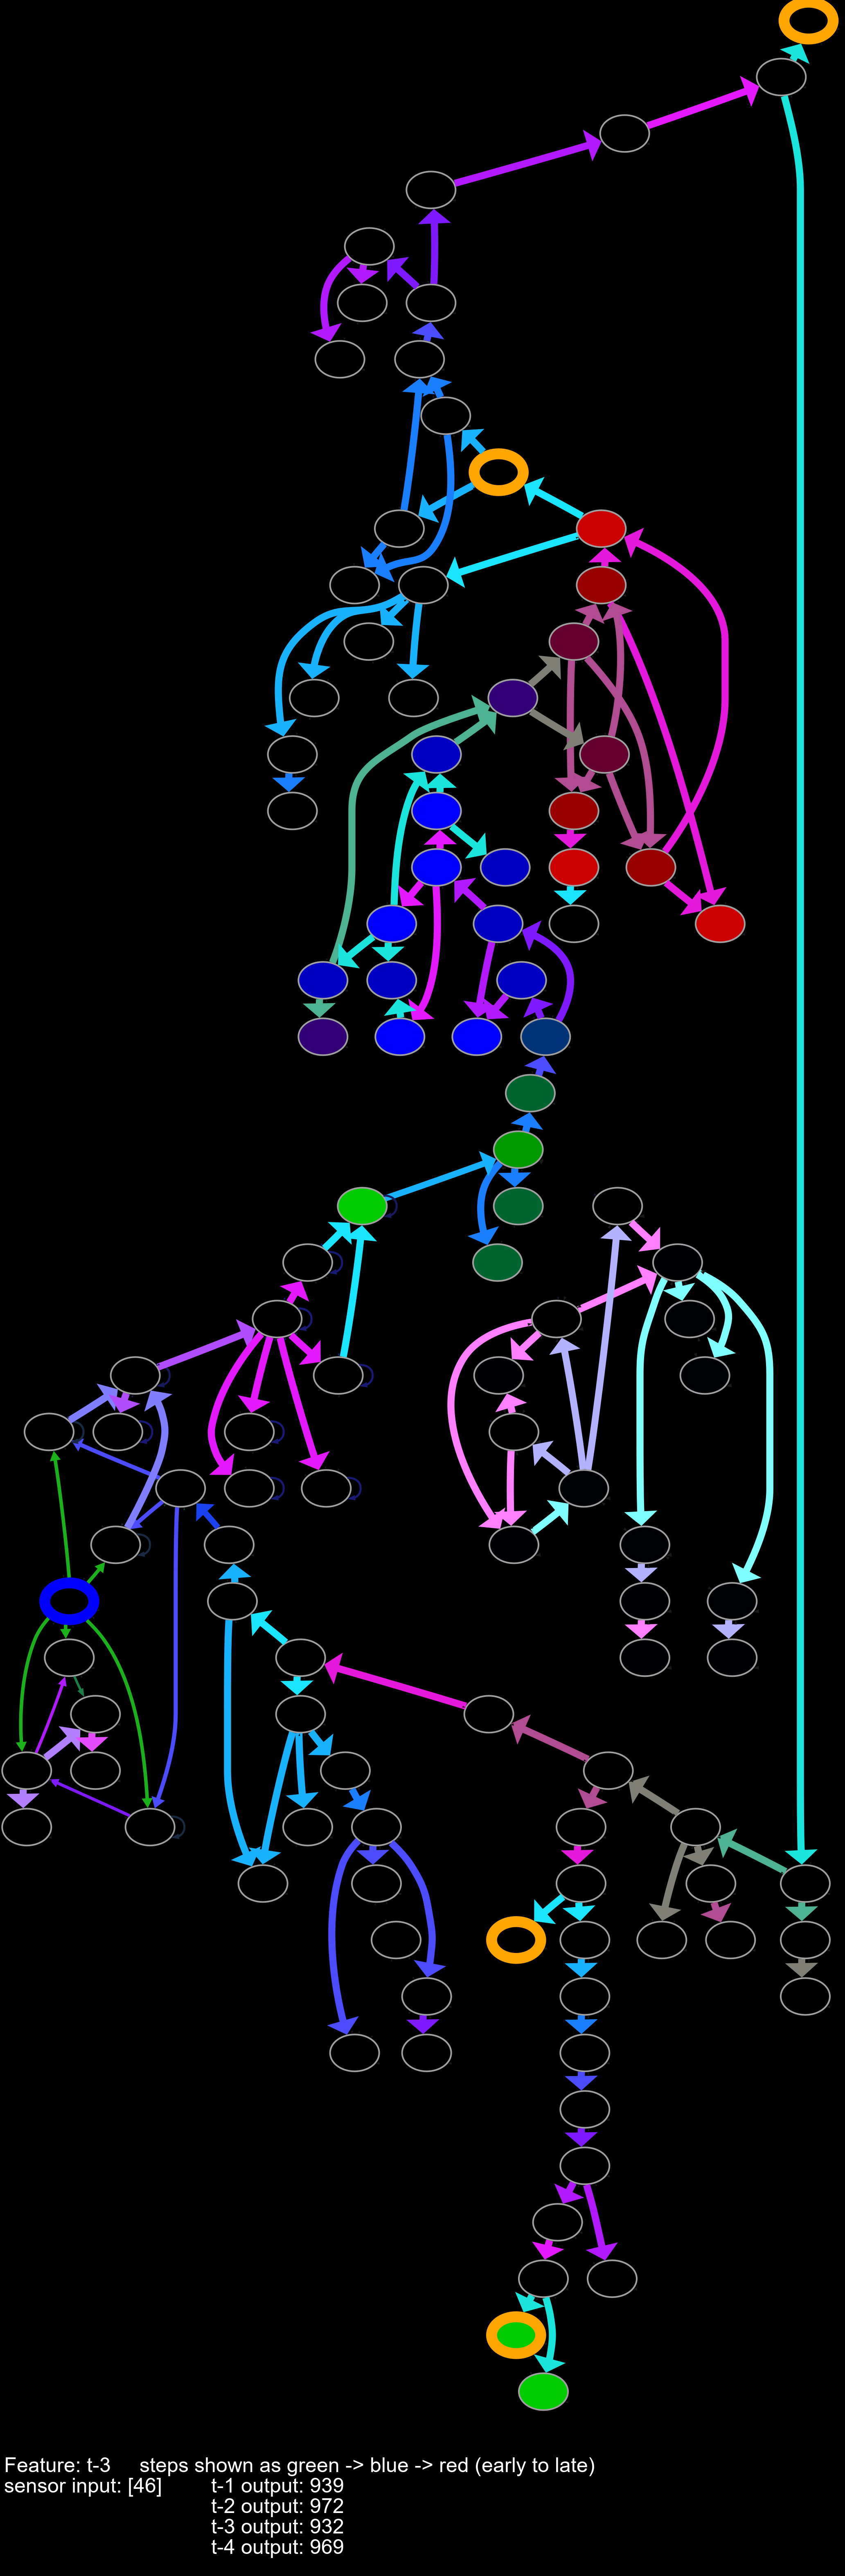 Feature: t-3 steps shown as green -> blue -> red (early to late)
sensor input: [46] t-1 output: 939
t-2 output: 972
t-3 output: 932
t-4 output: 969